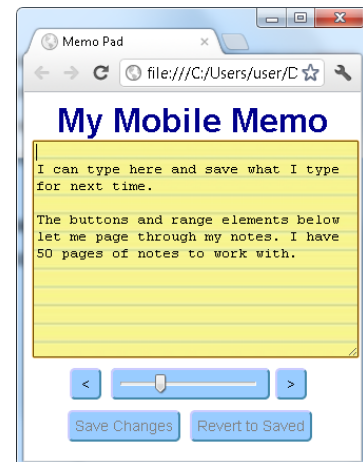 Memo Pad
file:///C:/Users/user/D
My Mobile Memo
I can type here and save what I type
for next time.
The buttons and range elements below
let me page through my notes. I have
50 pages of notes to work with.
< >
Save Changes Revert to Saved